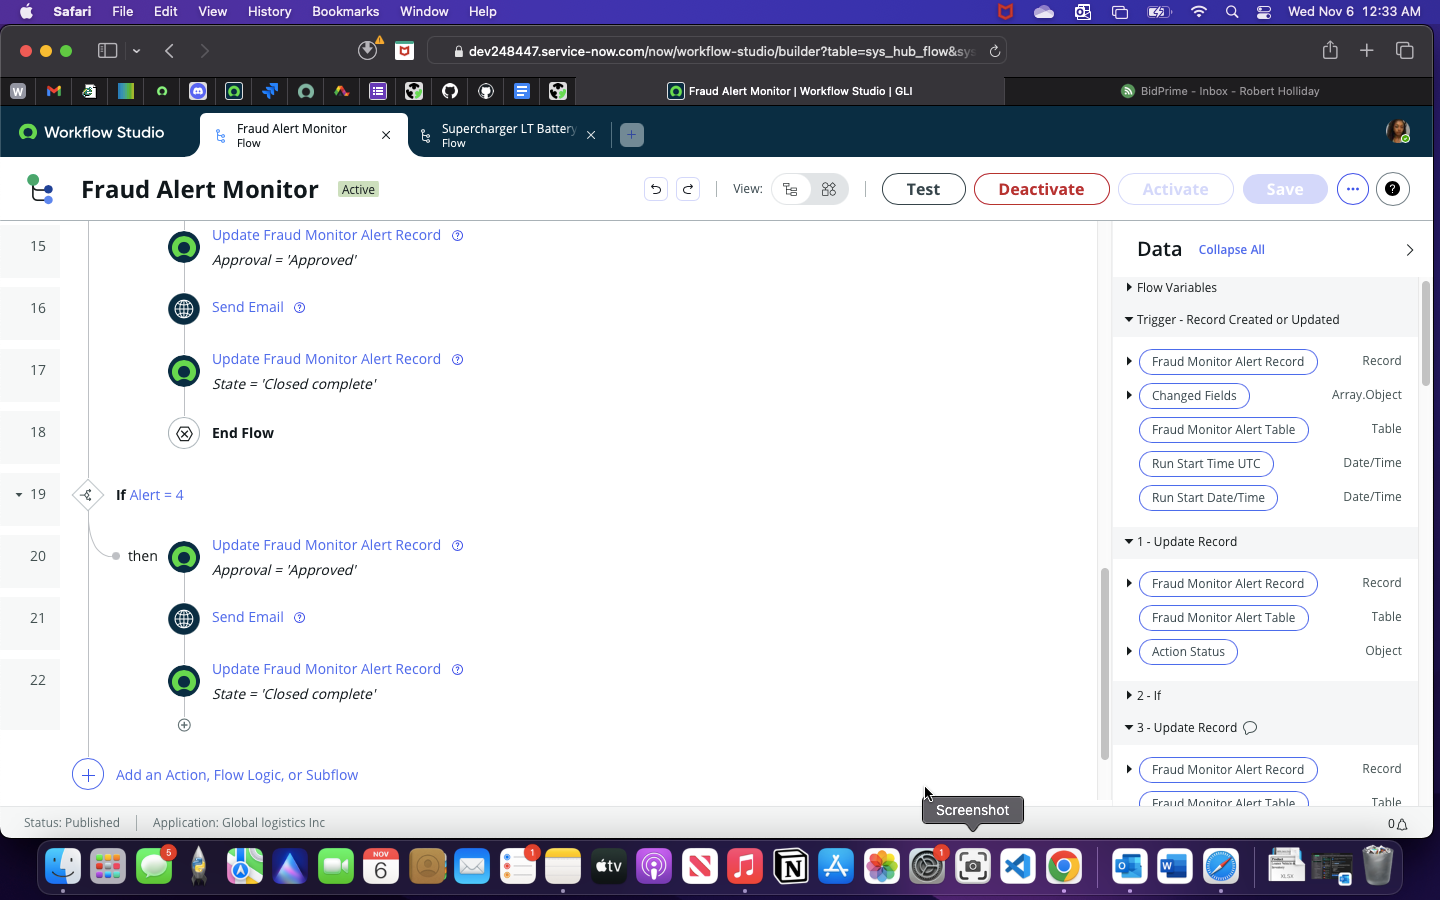 Safari File Edit View History Bookmarks Window Help Wed Nov 6 12:33 AM
dev248447.service-now.com/now/workflow-studio/builder?table=sys_hub_flow&sys
W Fraud Alert Monitor | Workflow Studio | GLI BidPrime - Inbox - Robert Holliday
Workflow Studio
Fraud Alert Monitor
Flow
Supercharger LT Battery
Flow
Fraud Alert Monitor Active View: Test Deactivate Activate Save
15 Update Fraud Monitor Alert Record
Approval = 'Approved'
16 Send Email
17 Update Fraud Monitor Alert Record
State = 'Closed complete'
18 End Flow
19 If Alert = 4
20 then Update Fraud Monitor Alert Record
Approval = 'Approved'
21 Send Email
22 Update Fraud Monitor Alert Record
State = 'Closed complete'
Add an Action, Flow Logic, or Subflow
Data Collapse All
Flow Variables
Trigger - Record Created or Updated
Fraud Monitor Alert Record Record
Changed Fields Array.Object
Fraud Monitor Alert Table Table
Run Start Time UTC Date/Time
Run Start Date/Time Date/Time
1 - Update Record
Fraud Monitor Alert Record Record
Fraud Monitor Alert Table Table
Action Status Object
2 - If
3 - Update Record
Fraud Monitor Alert Record Record
Fraud Monitor Alert Table Table
Screenshot
Status: Published Application: Global logistics Inc 0
5 NOV 6 1 tv 1
XLSX